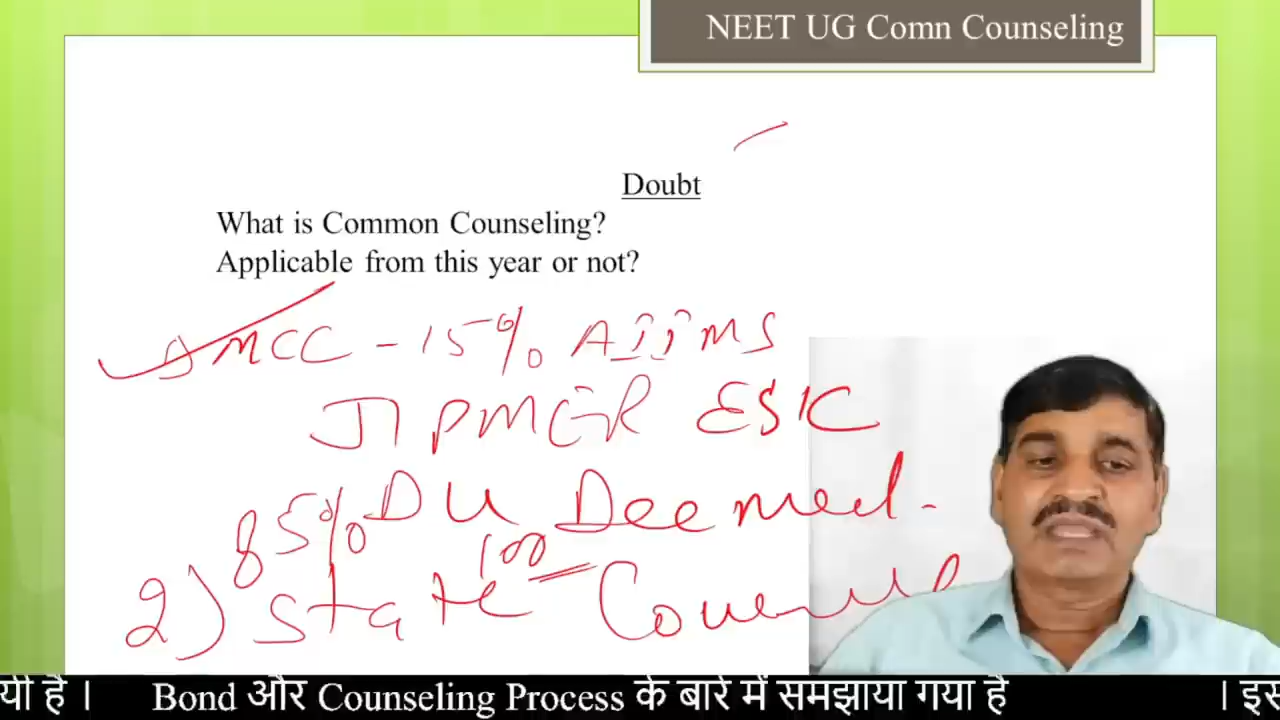 NEET UG Comn Counseling
Doubt
What is Common Counseling?
Applicable from this year or not?
MCC - 15% AIIMS
JIPMER ESIC
85% DU Deemed
100
2) State
यी है । Bond और Counseling Process के बारे में समझाया गया है । इस